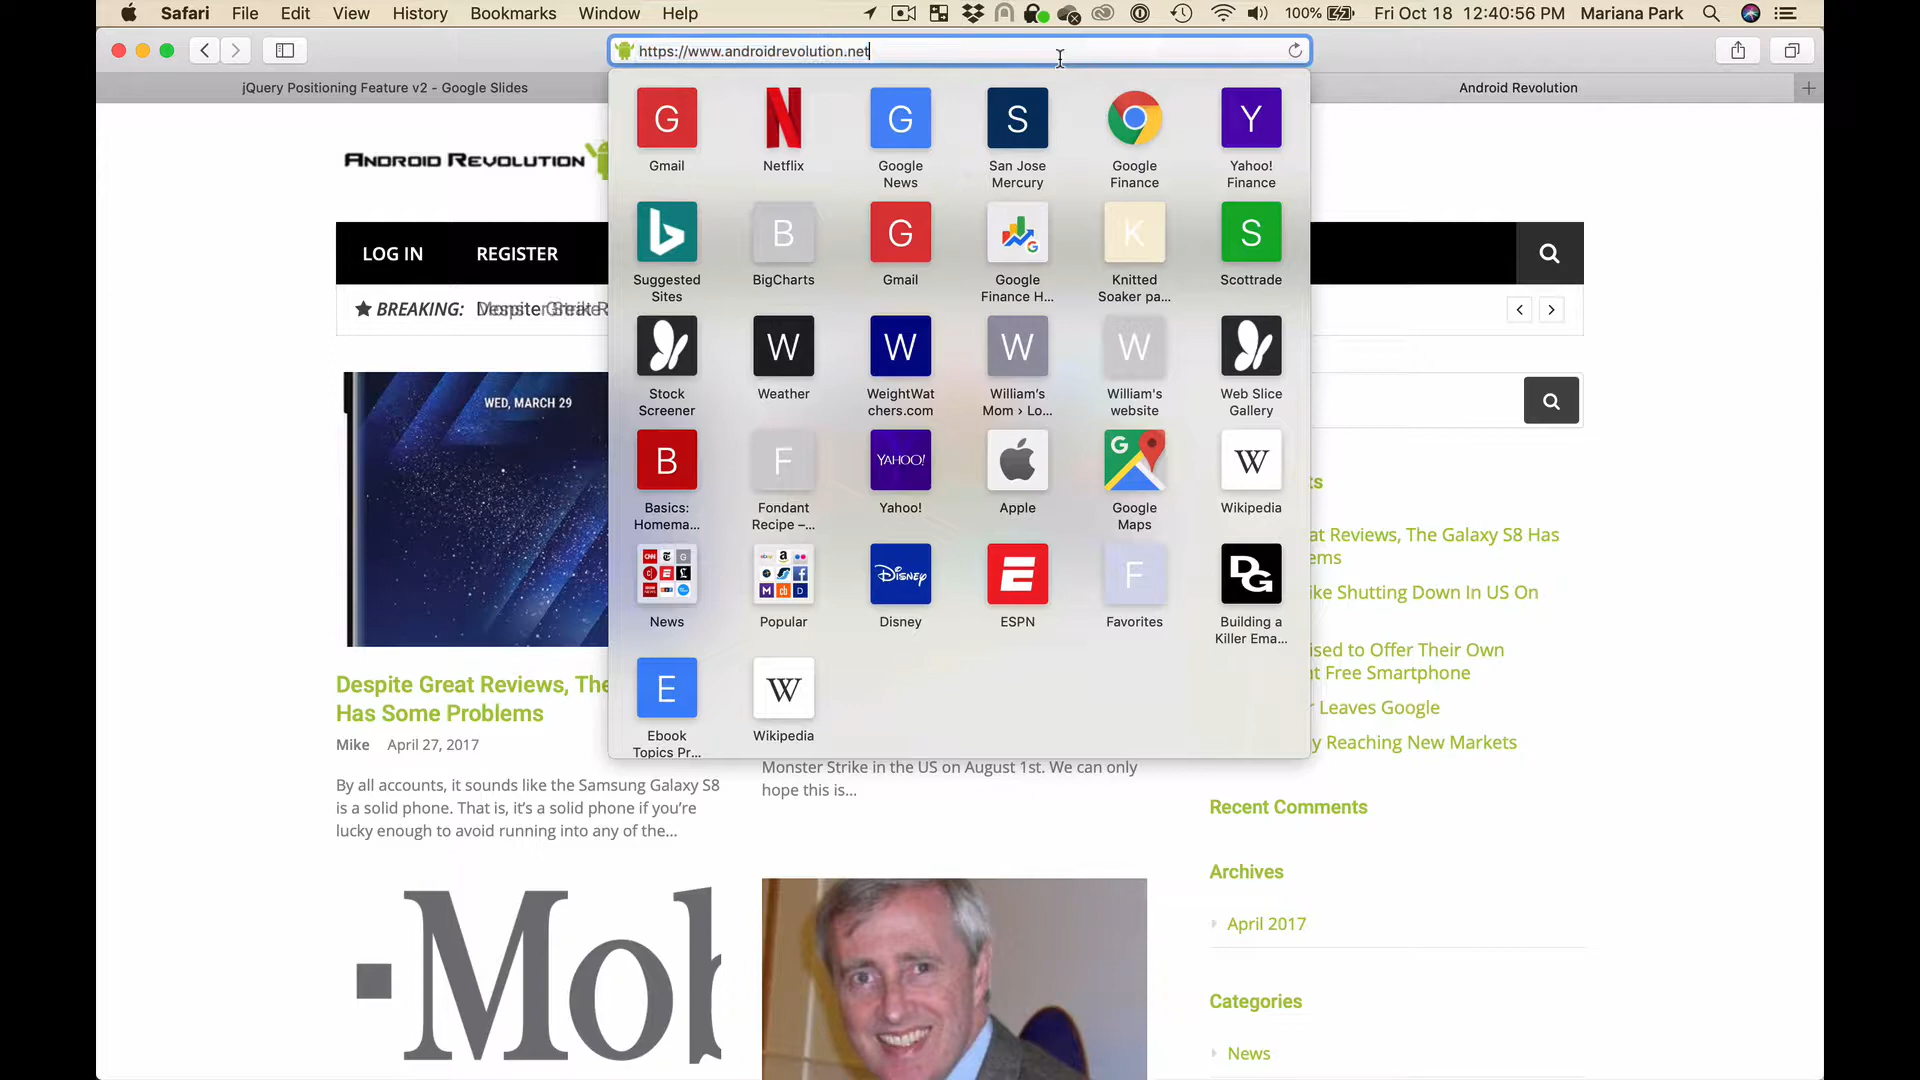 Safari File Edit View History Bookmarks Window Help 100% Fri Oct 18 12:40:56 PM Mariana Park
https://www.androidrevolution.net
jQuery Positioning Feature v2 - Google Slides
Android Revolution
G
Gmail
Netflix
G
Google
News
S
San Jose
Mercury
Google
Finance
Y
Yahoo!
Finance
ANDROID REVOLUTION
LOG IN REGISTER
Suggested
Sites
B
BigCharts
G
Gmail
G
Google
Finance H...
K
Knitted
Soaker pa...
S
Scottrade
BREAKING:
Stock
Screener
W
Weather
W
WeightWat
chers.com
W
William's
Mom › Lo...
W
William's
website
Web Slice
Gallery
WED, MARCH 29
B
Basics:
Homema...
F
Fondant
Recipe –...
YAHOO!
Yahoo!
Apple
G
Google
Maps
W
Wikipedia
CNN
News
ebay
Popular
Disney
Disney
E
ESPN
F
Favorites
DG
Building a
Killer Ema...
E
Ebook
Topics Pr...
W
Wikipedia
Despite Great Reviews, The
Has Some Problems
Mike April 27, 2017
By all accounts, it sounds like the Samsung Galaxy S8
is a solid phone. That is, it's a solid phone if you're
lucky enough to avoid running into any of the...
Monster Strike in the US on August 1st. We can only
hope this is...
Mob
ts
at Reviews, The Galaxy S8 Has
ems
ike Shutting Down In US On
ised to Offer Their Own
t Free Smartphone
r Leaves Google
y Reaching New Markets
Recent Comments
Archives
April 2017
Categories
News